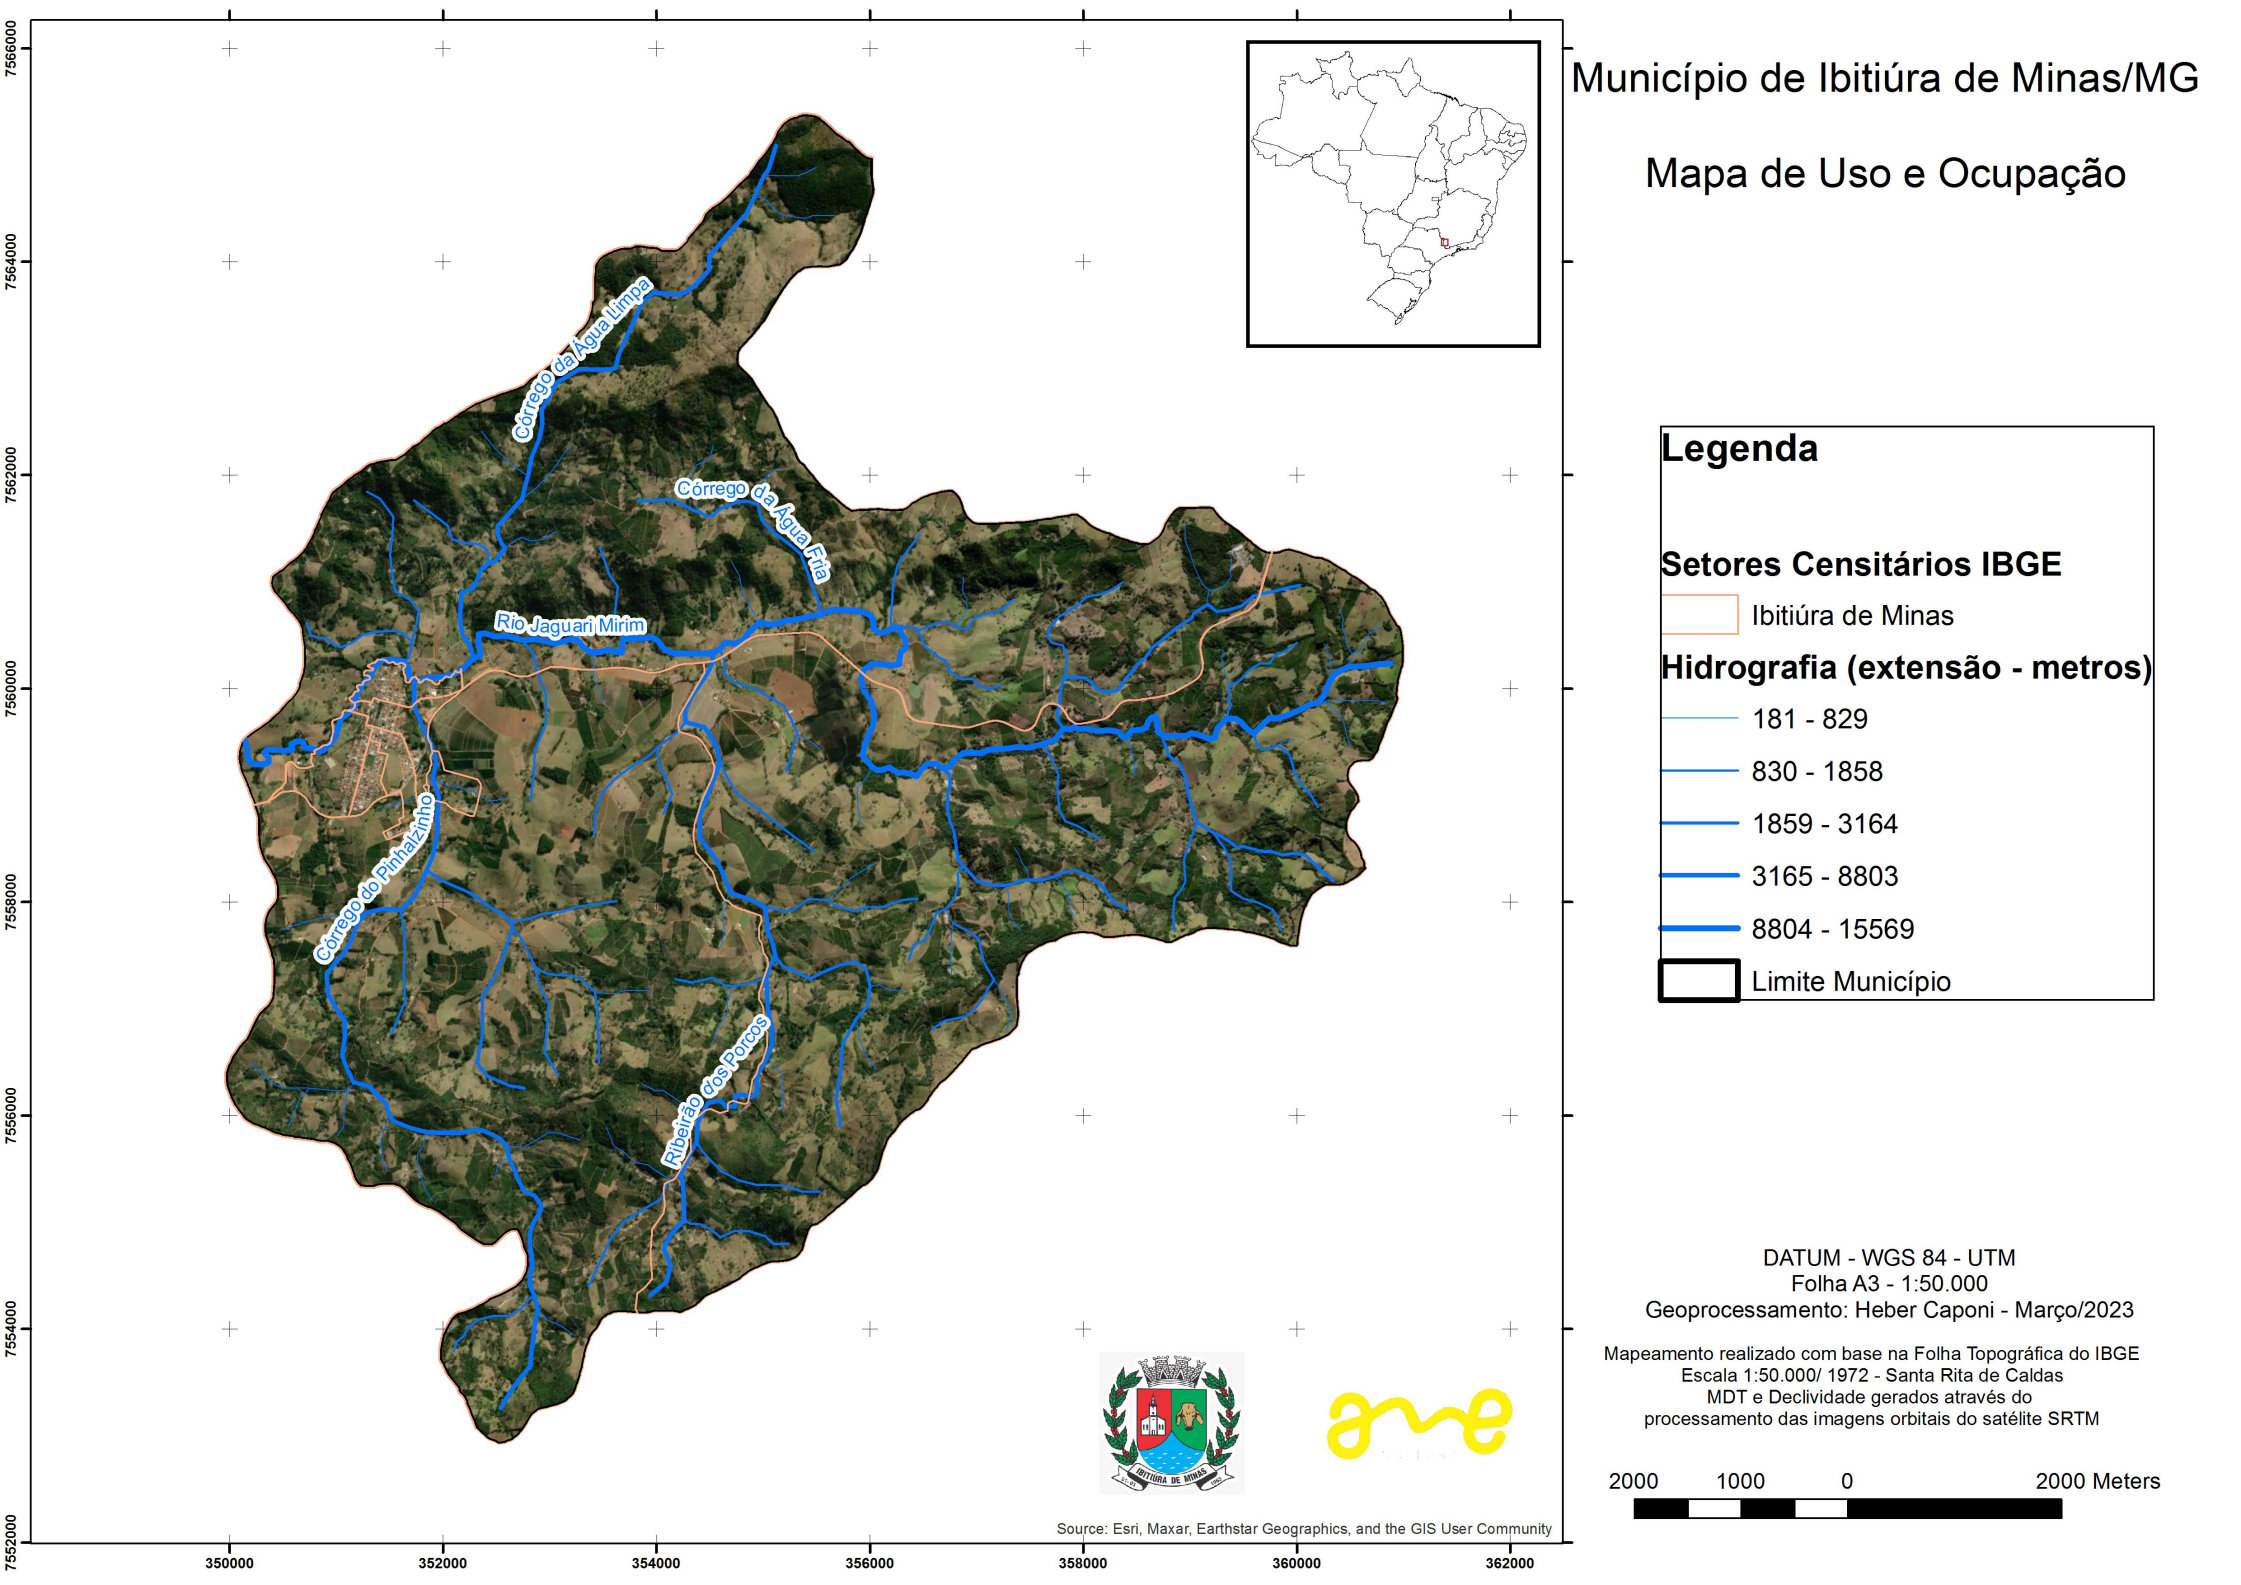 Município de Ibitiúra de Minas/MG
Mapa de Uso e Ocupação
Legenda
Setores Censitários IBGE
Ibitiúra de Minas
Hidrografia (extensão - metros)
181 - 829
830 - 1858
1859 - 3164
3165 - 8803
8804 - 15569
Limite Município
DATUM - WGS 84 - UTM
Folha A3 - 1:50.000
Geoprocessamento: Heber Caponi - Março/2023
Mapeamento realizado com base na Folha Topográfica do IBGE
Escala 1:50.000/ 1972 - Santa Rita de Caldas
MDT e Declividade gerados através do
processamento das imagens orbitais do satélite SRTM
2000 1000 0 2000 Meters
Córrego da Água Limpa
Córrego da Água Fria
Rio Jaguari Mirim
Córrego do Pinhalzinho
Ribeirão dos Porcos
IBITIÚRA DE MINAS
ame
Source: Esri, Maxar, Earthstar Geographics, and the GIS User Community
7566000
7564000
7562000
7560000
7558000
7556000
7554000
7552000
350000 352000 354000 356000 358000 360000 362000